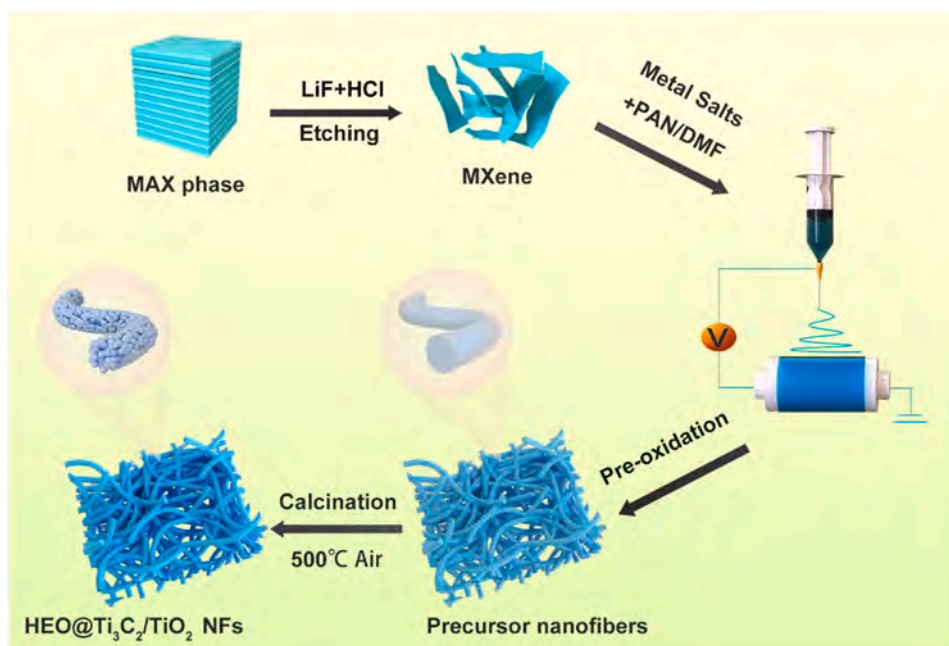 LiF+HCl
Etching
MAX phase
MXene
Metal Salts
+PAN/DMF
V
Pre-oxidation
Calcination
500℃ Air
HEO@Ti₃C₂/TiO₂ NFs
Precursor nanofibers